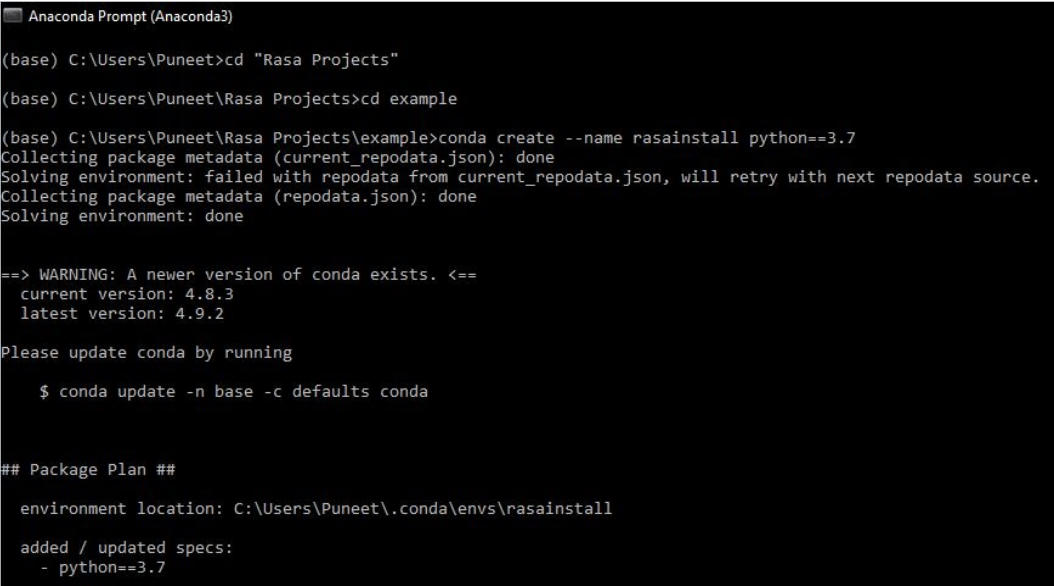 Anaconda Prompt (Anaconda3)
(base) C:\Users\Puneet>cd "Rasa Projects"
(base) C:\Users\Puneet\Rasa Projects>cd example
(base) C:\Users\Puneet\Rasa Projects\example>conda create --name rasainstall python==3.7
Collecting package metadata (current_repodata.json): done
Solving environment: failed with repodata from current_repodata.json, will retry with next repodata source.
Collecting package metadata (repodata.json): done
Solving environment: done
==> WARNING: A newer version of conda exists. <==
current version: 4.8.3
latest version: 4.9.2
Please update conda by running
$ conda update -n base -c defaults conda
## Package Plan ##
environment location: C:\Users\Puneet\.conda\envs\rasainstall
added / updated specs:
- python==3.7